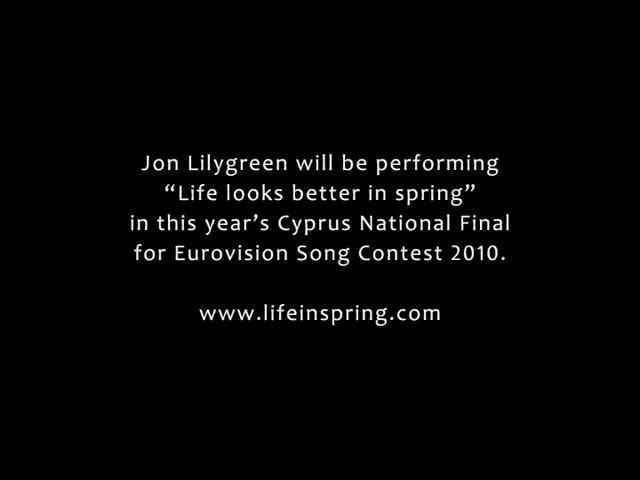 Jon Lilygreen will be performing
“Life looks better in spring”
in this year’s Cyprus National Final
for Eurovision Song Contest 2010.
www.lifeinspring.com